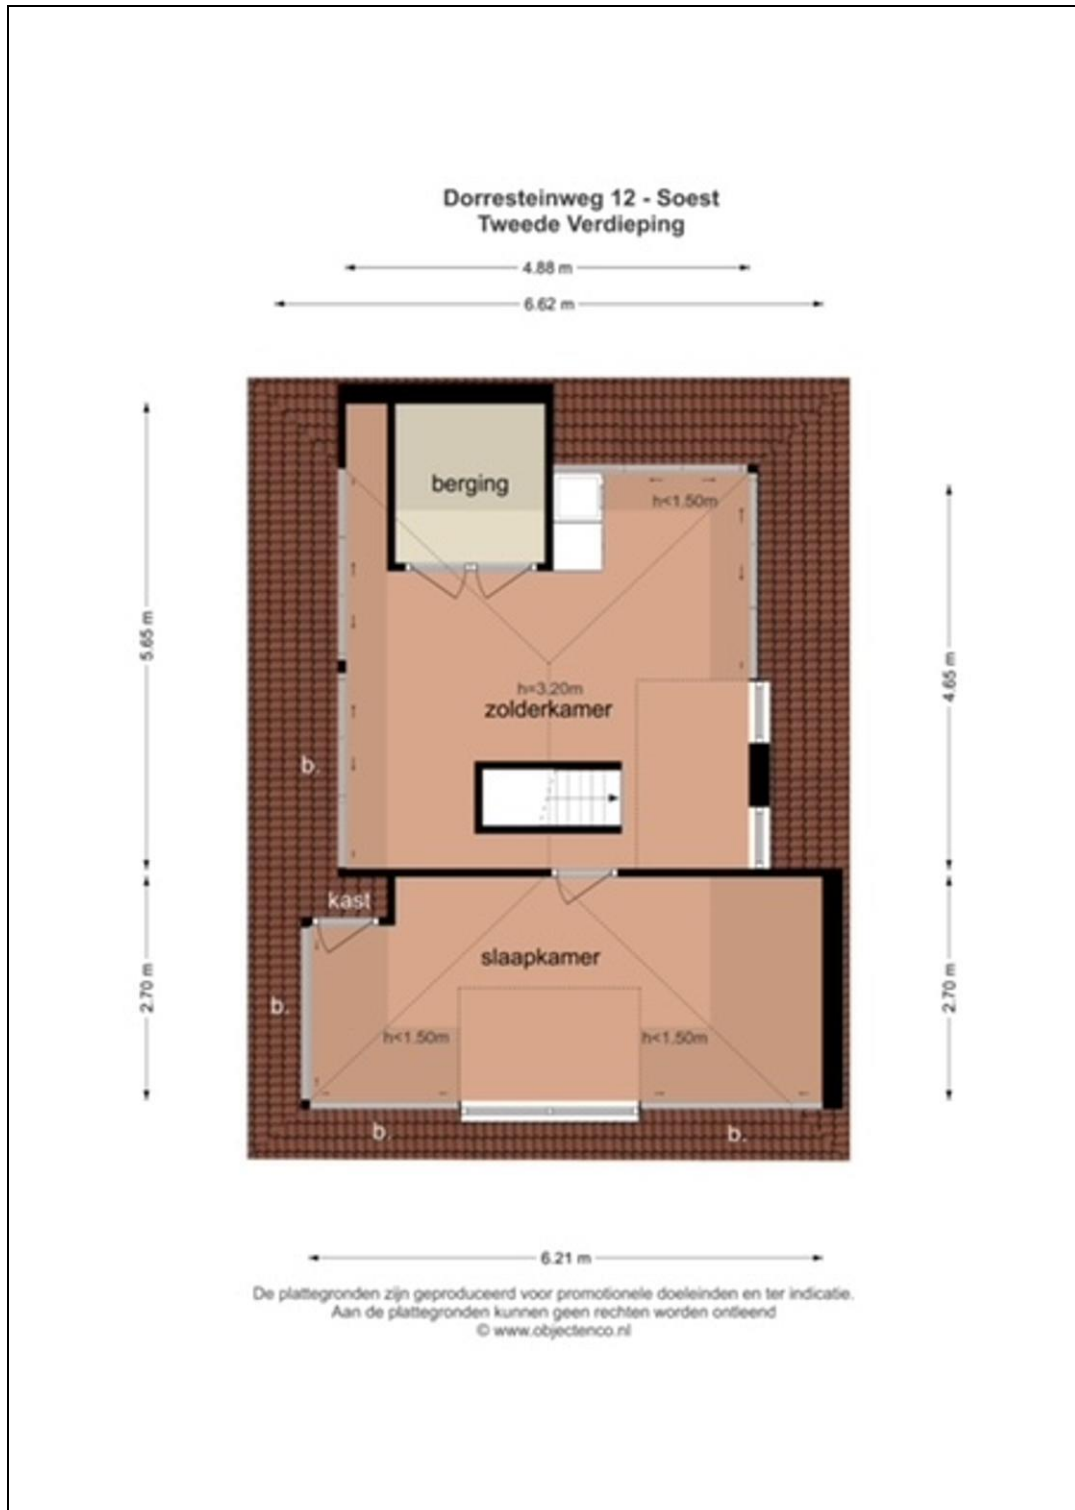 Dorresteinweg 12 - Soest
Tweede Verdieping
4.88 m
6.62 m
berging
h<1.50m
5.65 m
4.65 m
h=3.20m
zolderkamer
b.
kast
slaapkamer
2.70 m
2.70 m
b.
h<1.50m
h<1.50m
b.
b.
6.21 m
De plattegronden zijn geproduceerd voor promotionele doeleinden en ter indicatie.
Aan de plattegronden kunnen geen rechten worden ontleend
© www.objectenco.nl